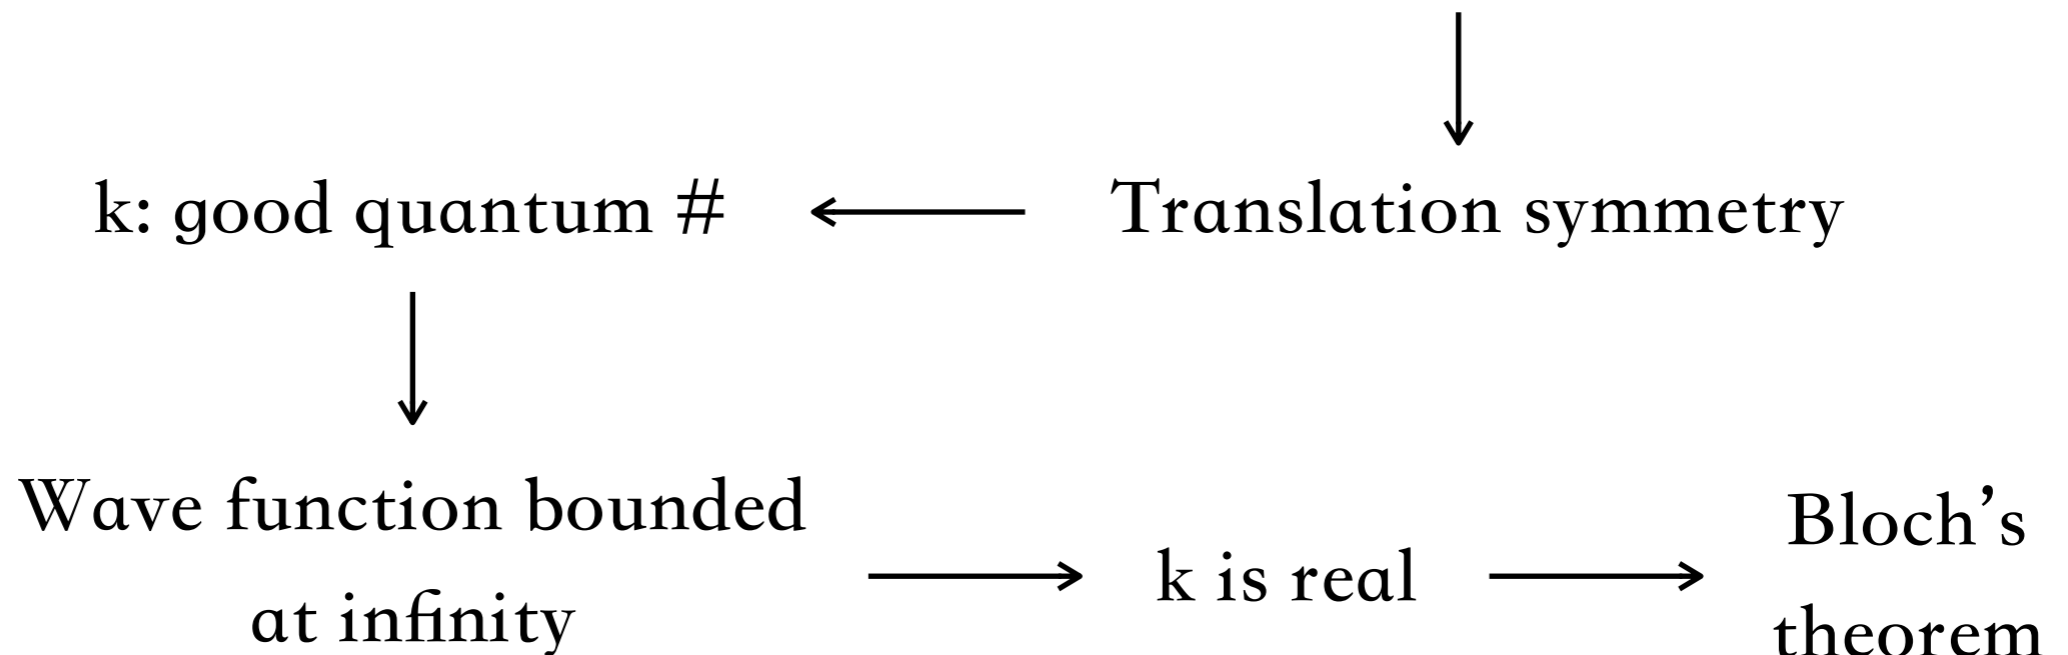 k: good quantum #
Translation symmetry
Wave function bounded
at infinity
k is real
Bloch’s
theorem